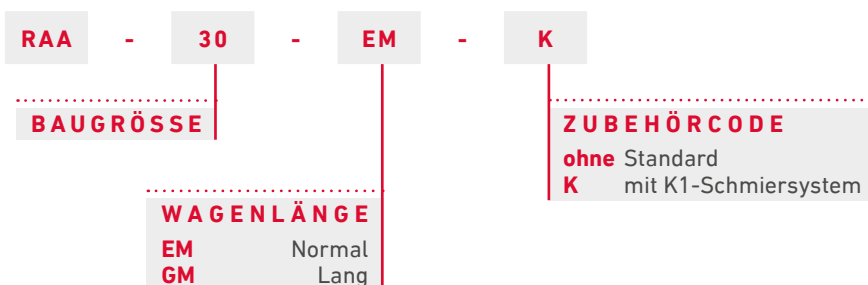 RAA - 30 - EM - K
BAUGRÖSSE
ZUBEHÖRCODE
ohne Standard
K mit K1-Schmiersystem
WAGENLÄNGE
EM Normal
GM Lang